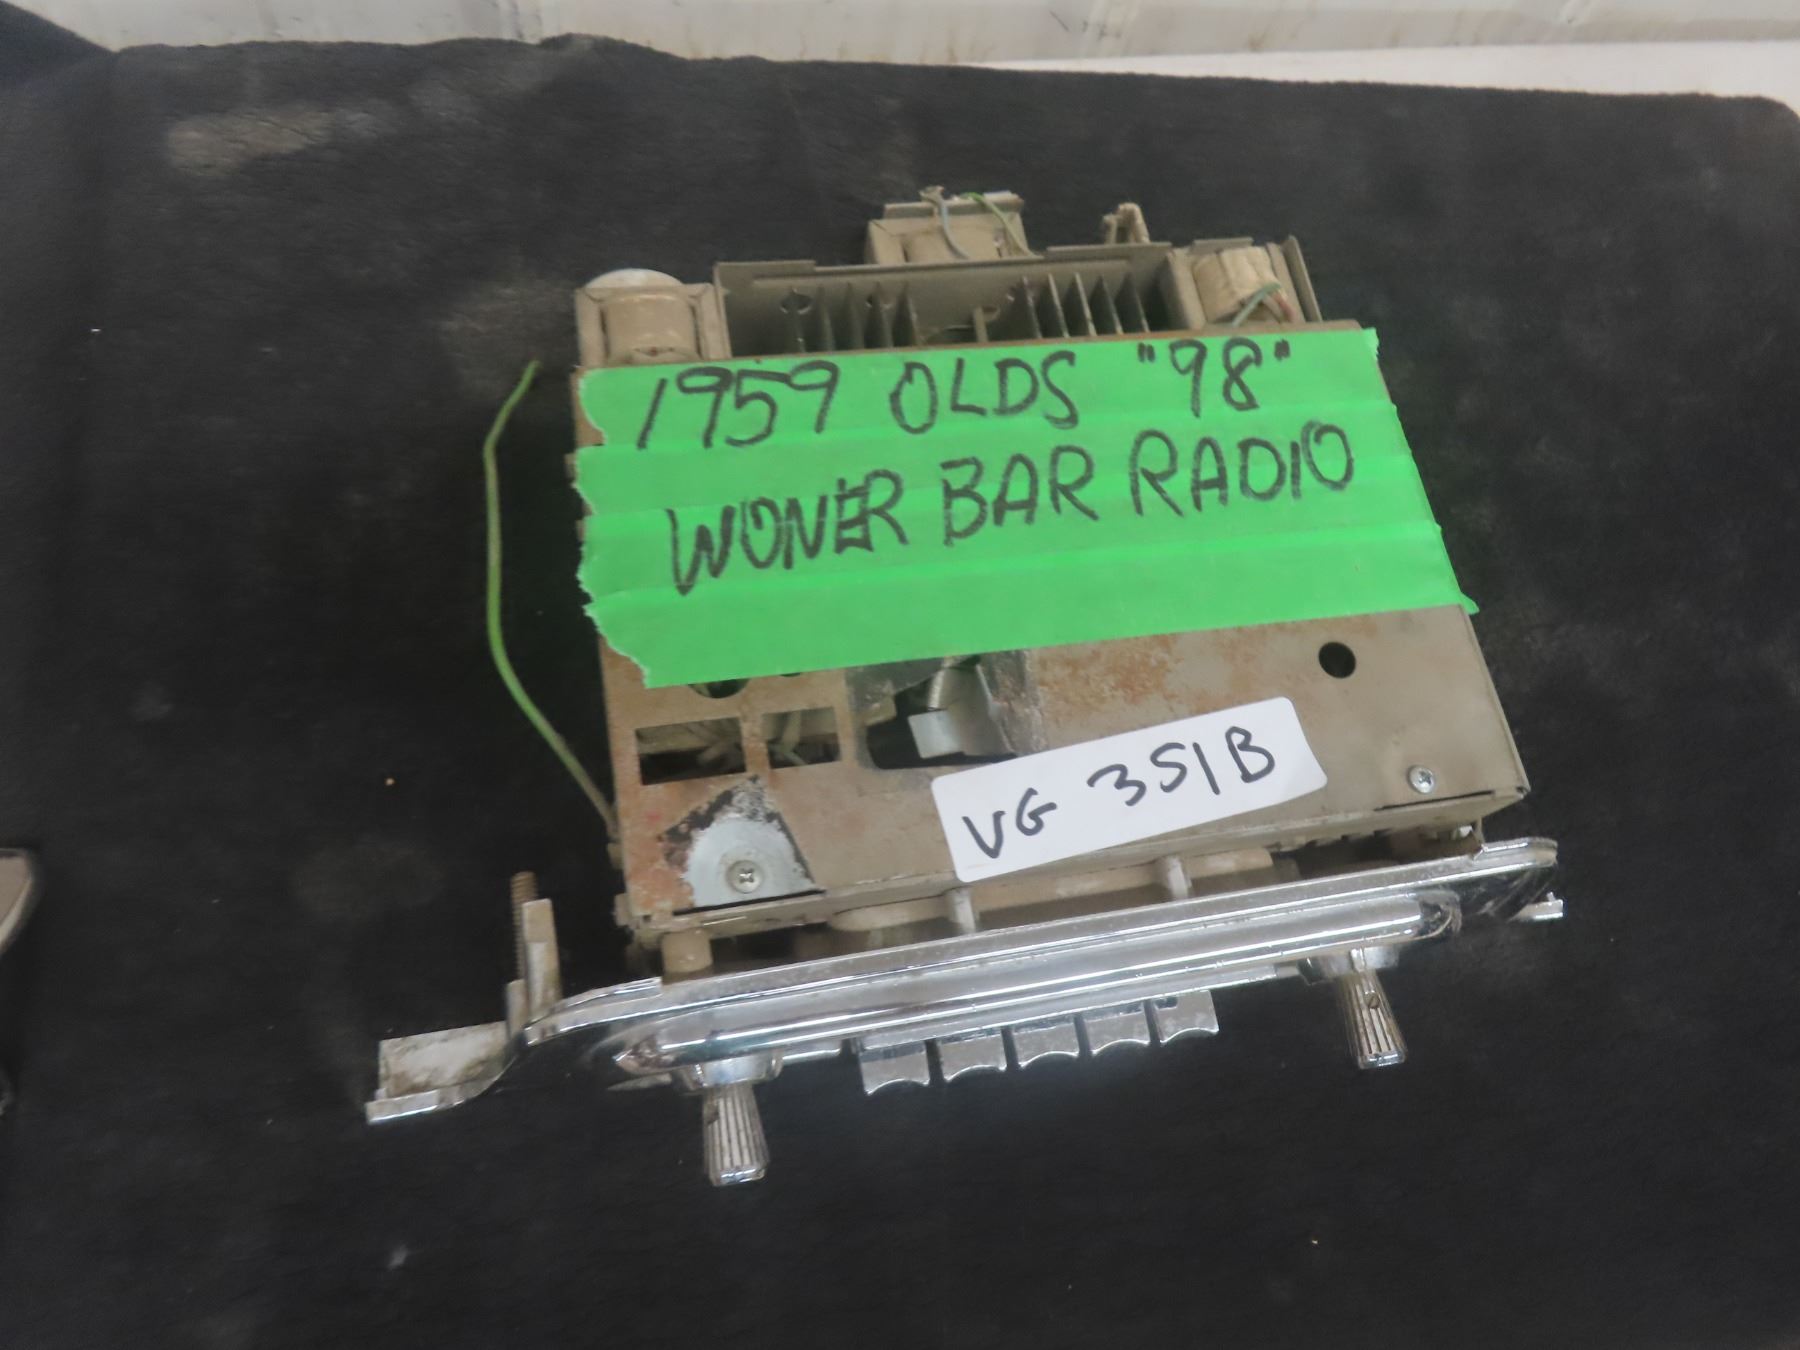 1959 OLDS "98"
WONER BAR RADIO
VG 351B